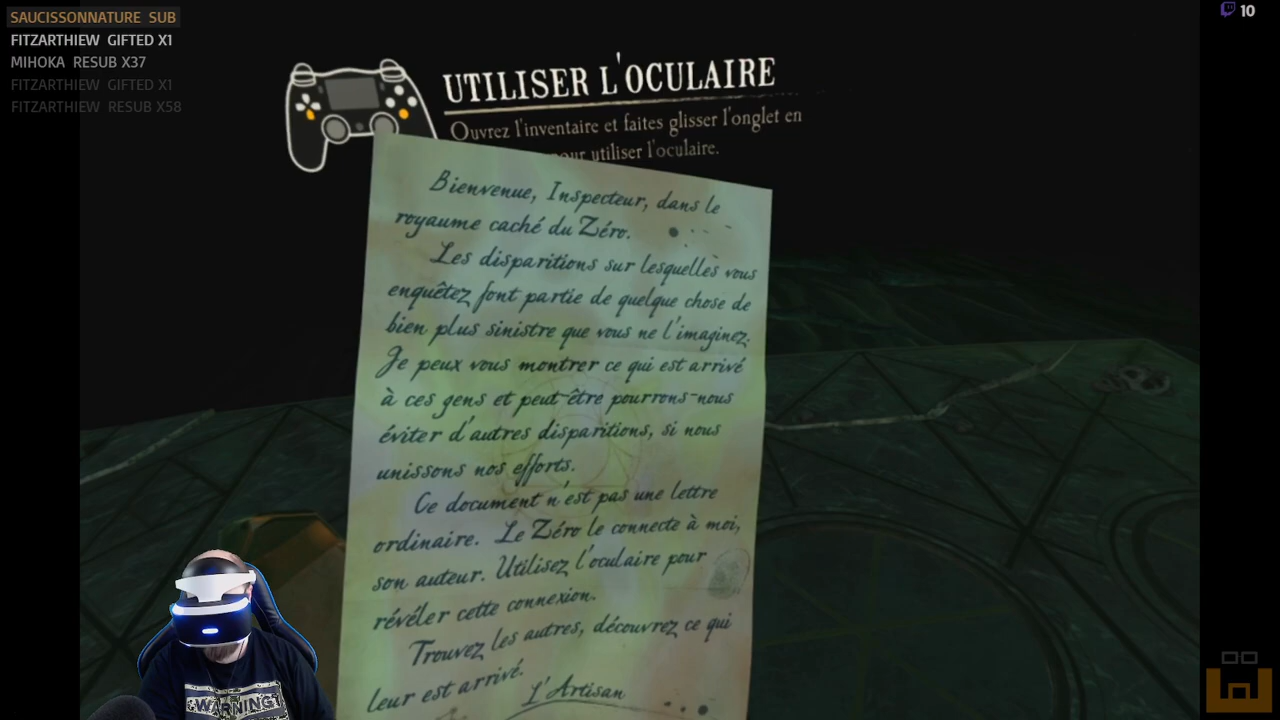 SAUCISSONNATURE SUB
FITZARTHIEW GIFTED X1
MIHOKA RESUB X37
FITZARTHIEW GIFTED X1
FITZARTHIEW RESUB X58
10
UTILISER L'OCULAIRE
Ouvrez l'inventaire et faites glisser l'onglet en
pour utiliser l'oculaire.
Bienvenue, Inspecteur, dans le
royaume caché du Zéro.
Les disparitions sur lesquelles vous
enquêtez font partie de quelque chose de
bien plus sinistre que vous ne l'imaginez.
Je peux vous montrer ce qui est arrivé
à ces gens et peut-être pourrons-nous
éviter d'autres disparitions, si nous
unissons nos efforts.
Ce document n'est pas une lettre
ordinaire. Le Zéro le connecte à moi,
son auteur. Utilisez l'oculaire pour
révéler cette connexion.
Trouvez les autres, découvrez ce qui
leur est arrivé.
L'Artisan
WARNING!